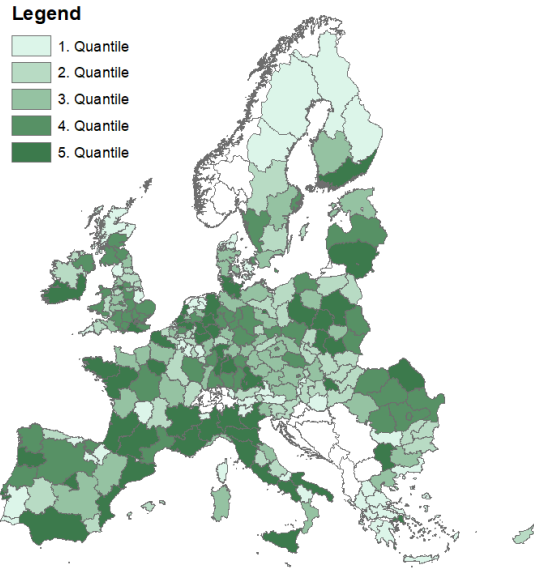 Legend
1. Quantile
2. Quantile
3. Quantile
4. Quantile
5. Quantile